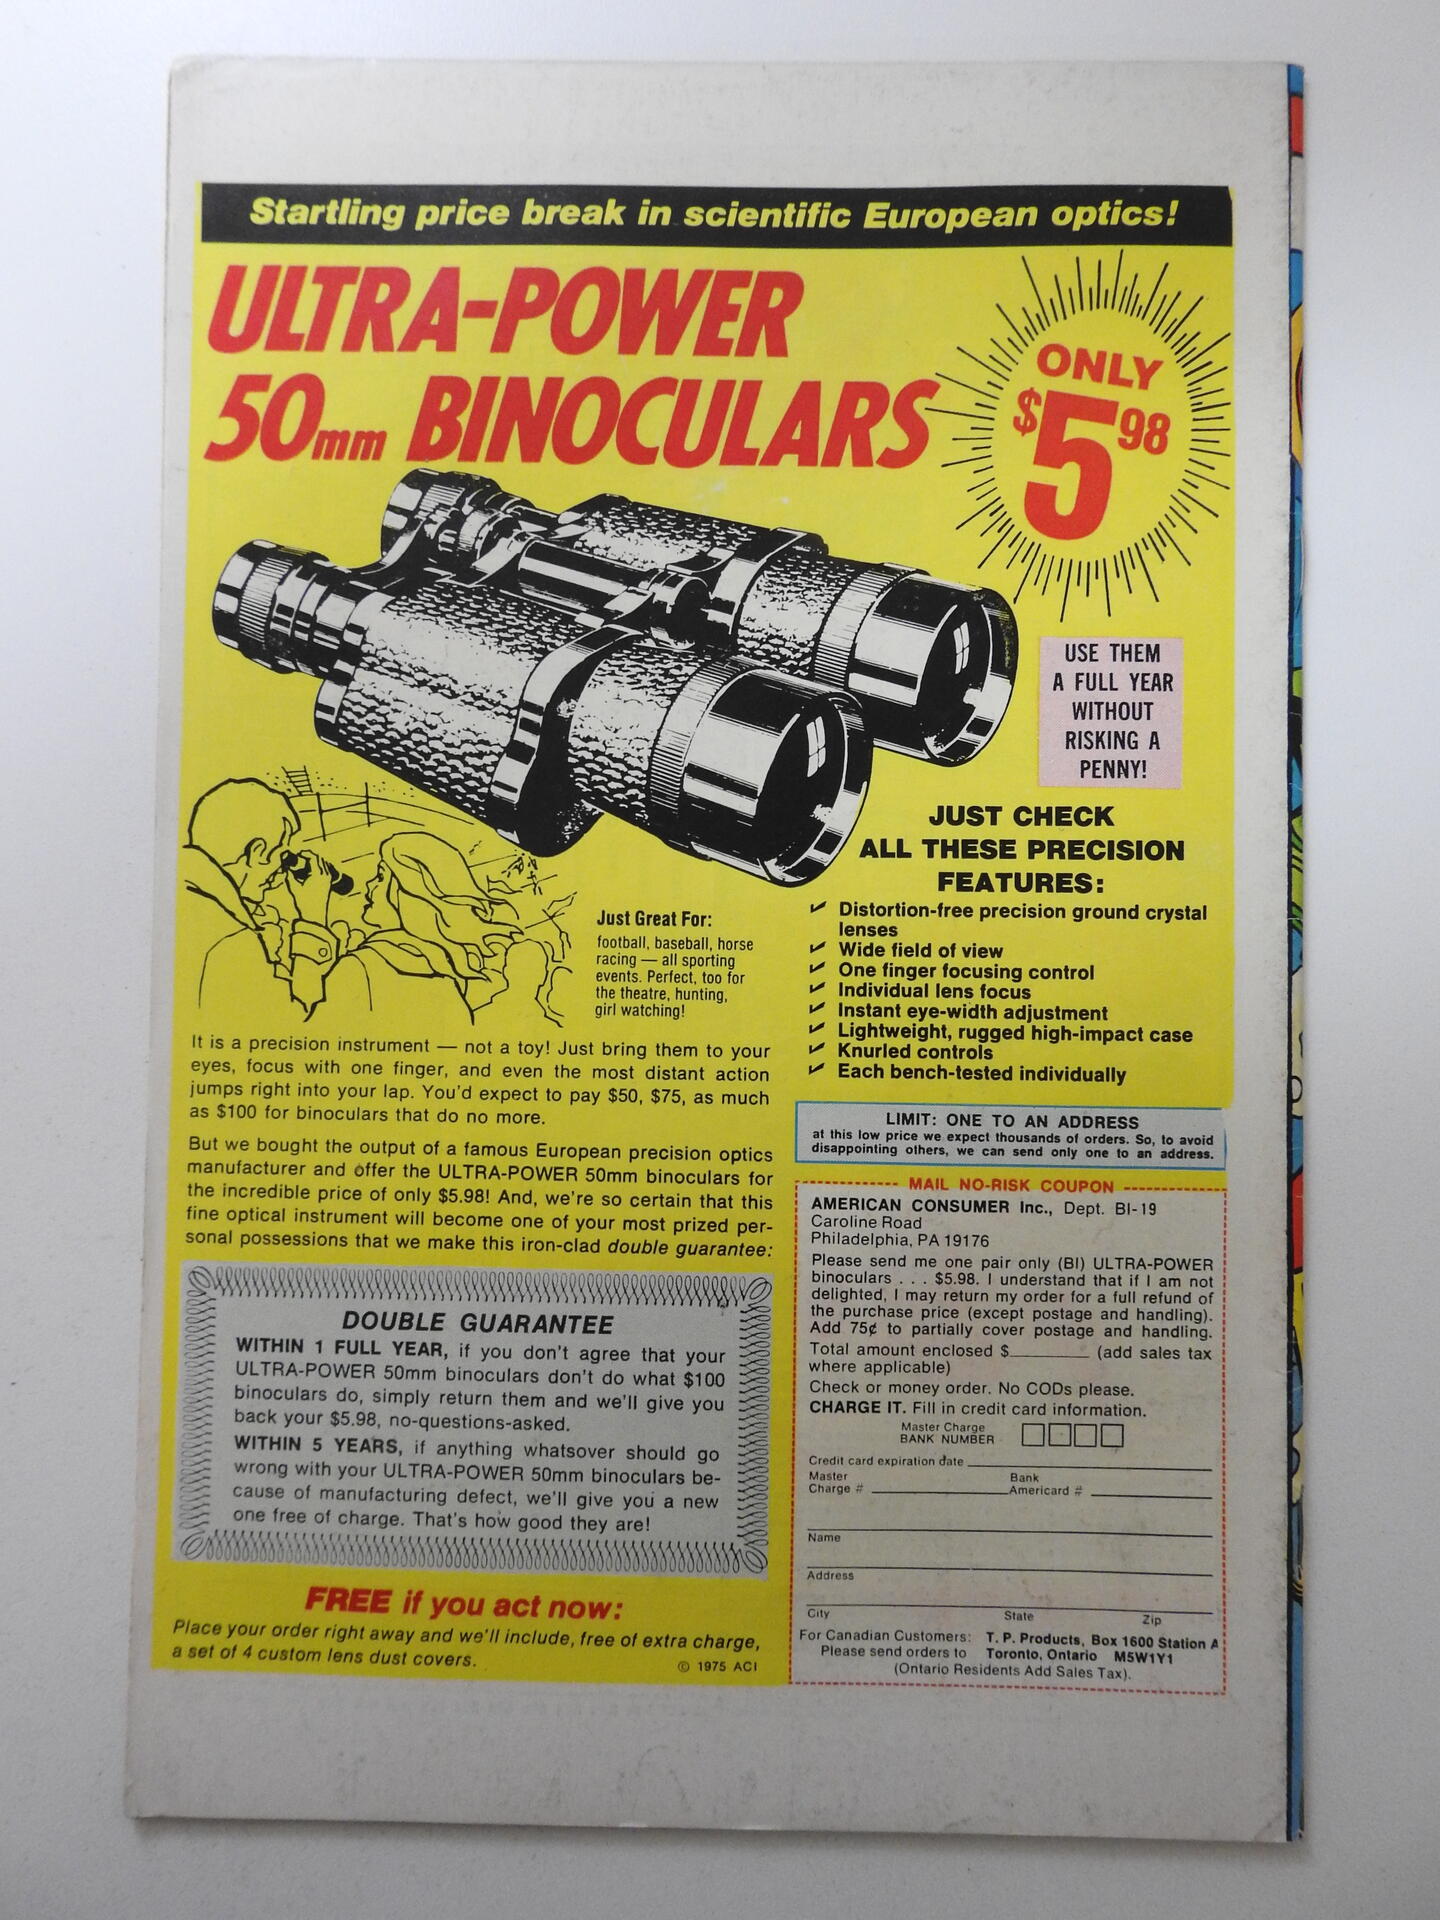 Startling price break in scientific European optics!
ULTRA-POWER
50mm BINOCULARS
ONLY
$5 98
USE THEM
A FULL YEAR
WITHOUT
RISKING A
PENNY!
JUST CHECK
ALL THESE PRECISION
FEATURES:
Distortion-free precision ground crystal
lenses
Wide field of view
One finger focusing control
Individual lens focus
Instant eye-width adjustment
Lightweight, rugged high-impact case
Knurled controls
Each bench-tested individually
Just Great For:
football, baseball, horse
racing — all sporting
events. Perfect, too for
the theatre, hunting,
girl watching!
It is a precision instrument — not a toy! Just bring them to your
eyes, focus with one finger, and even the most distant action
jumps right into your lap. You'd expect to pay $50, $75, as much
as $100 for binoculars that do no more.
But we bought the output of a famous European precision optics
manufacturer and offer the ULTRA-POWER 50mm binoculars for
the incredible price of only $5.98! And, we're so certain that this
fine optical instrument will become one of your most prized per-
sonal possessions that we make this iron-clad double guarantee:
DOUBLE GUARANTEE
WITHIN 1 FULL YEAR, if you don't agree that your
ULTRA-POWER 50mm binoculars don't do what $100
binoculars do, simply return them and we'll give you
back your $5.98, no-questions-asked.
WITHIN 5 YEARS, if anything whatsover should go
wrong with your ULTRA-POWER 50mm binoculars be-
cause of manufacturing defect, we'll give you a new
one free of charge. That's how good they are!
FREE if you act now:
Place your order right away and we'll include, free of extra charge,
a set of 4 custom lens dust covers.
© 1975 ACI
LIMIT: ONE TO AN ADDRESS
at this low price we expect thousands of orders. So, to avoid
disappointing others, we can send only one to an address.
MAIL NO-RISK COUPON
AMERICAN CONSUMER Inc., Dept. BI-19
Caroline Road
Philadelphia, PA 19176
Please send me one pair only (BI) ULTRA-POWER
binoculars . . . $5.98. I understand that if I am not
delighted, I may return my order for a full refund of
the purchase price (except postage and handling).
Add 75¢ to partially cover postage and handling.
Total amount enclosed $________ (add sales tax
where applicable)
Check or money order. No CODs please.
CHARGE IT. Fill in credit card information.
Master Charge
BANK NUMBER
Credit card expiration date
Master Bank
Charge # Americard #
Name
Address
City State Zip
For Canadian Customers: T. P. Products, Box 1600 Station A
Please send orders to Toronto, Ontario M5W1Y1
(Ontario Residents Add Sales Tax).